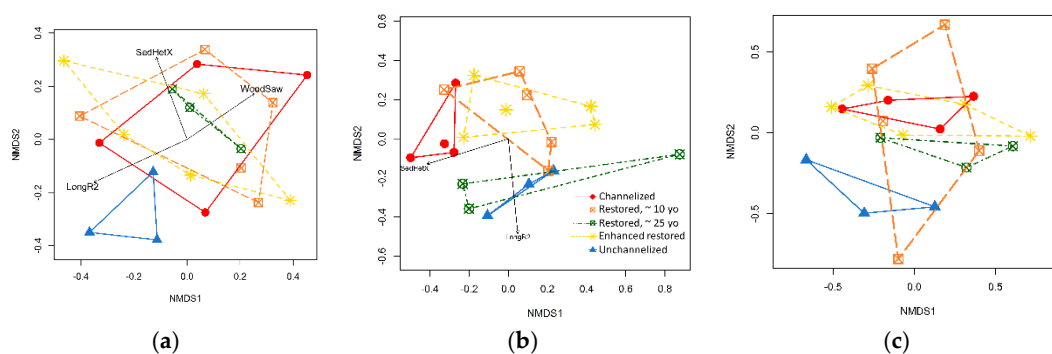 0.4
0.2
0.0
-0.2
-0.4
NMDS2
SedHetX
WoodSaw
LongR2
-0.4
-0.2
0.0
0.2
0.4
NMDS1
(a)
0.6
0.4
0.2
0.0
-0.2
-0.4
-0.6
NMDS2
SedHetX
LongR2
Channelized
Restored, ~ 10 yo
Restored, ~ 25 yo
Enhanced restored
Unchannelized
-0.4
-0.2
0.0
0.2
0.4
0.6
0.8
NMDS1
(b)
0.5
0.0
-0.5
NMDS2
-0.5
0.0
0.5
NMDS1
(c)